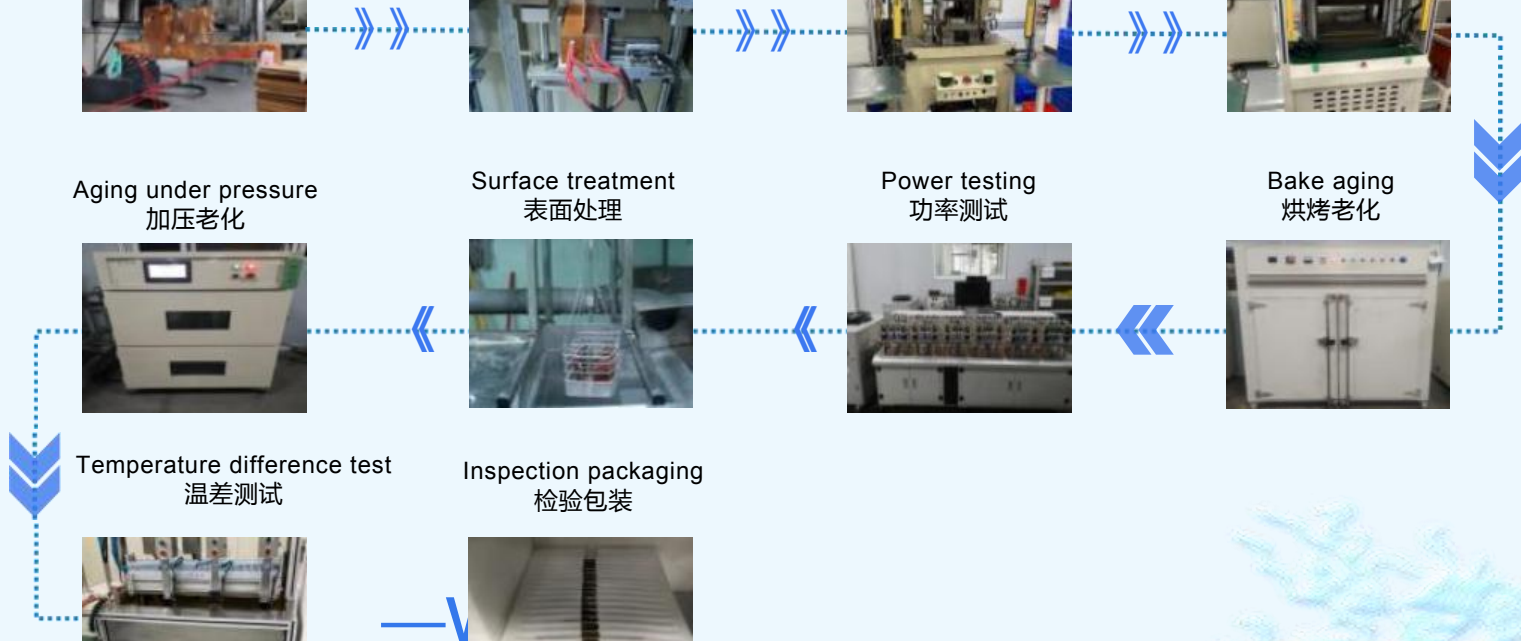 Aging under pressure
加压老化
Surface treatment
表面处理
Power testing
功率测试
Bake aging
烘烤老化
Temperature difference test
温差测试
Inspection packaging
检验包装